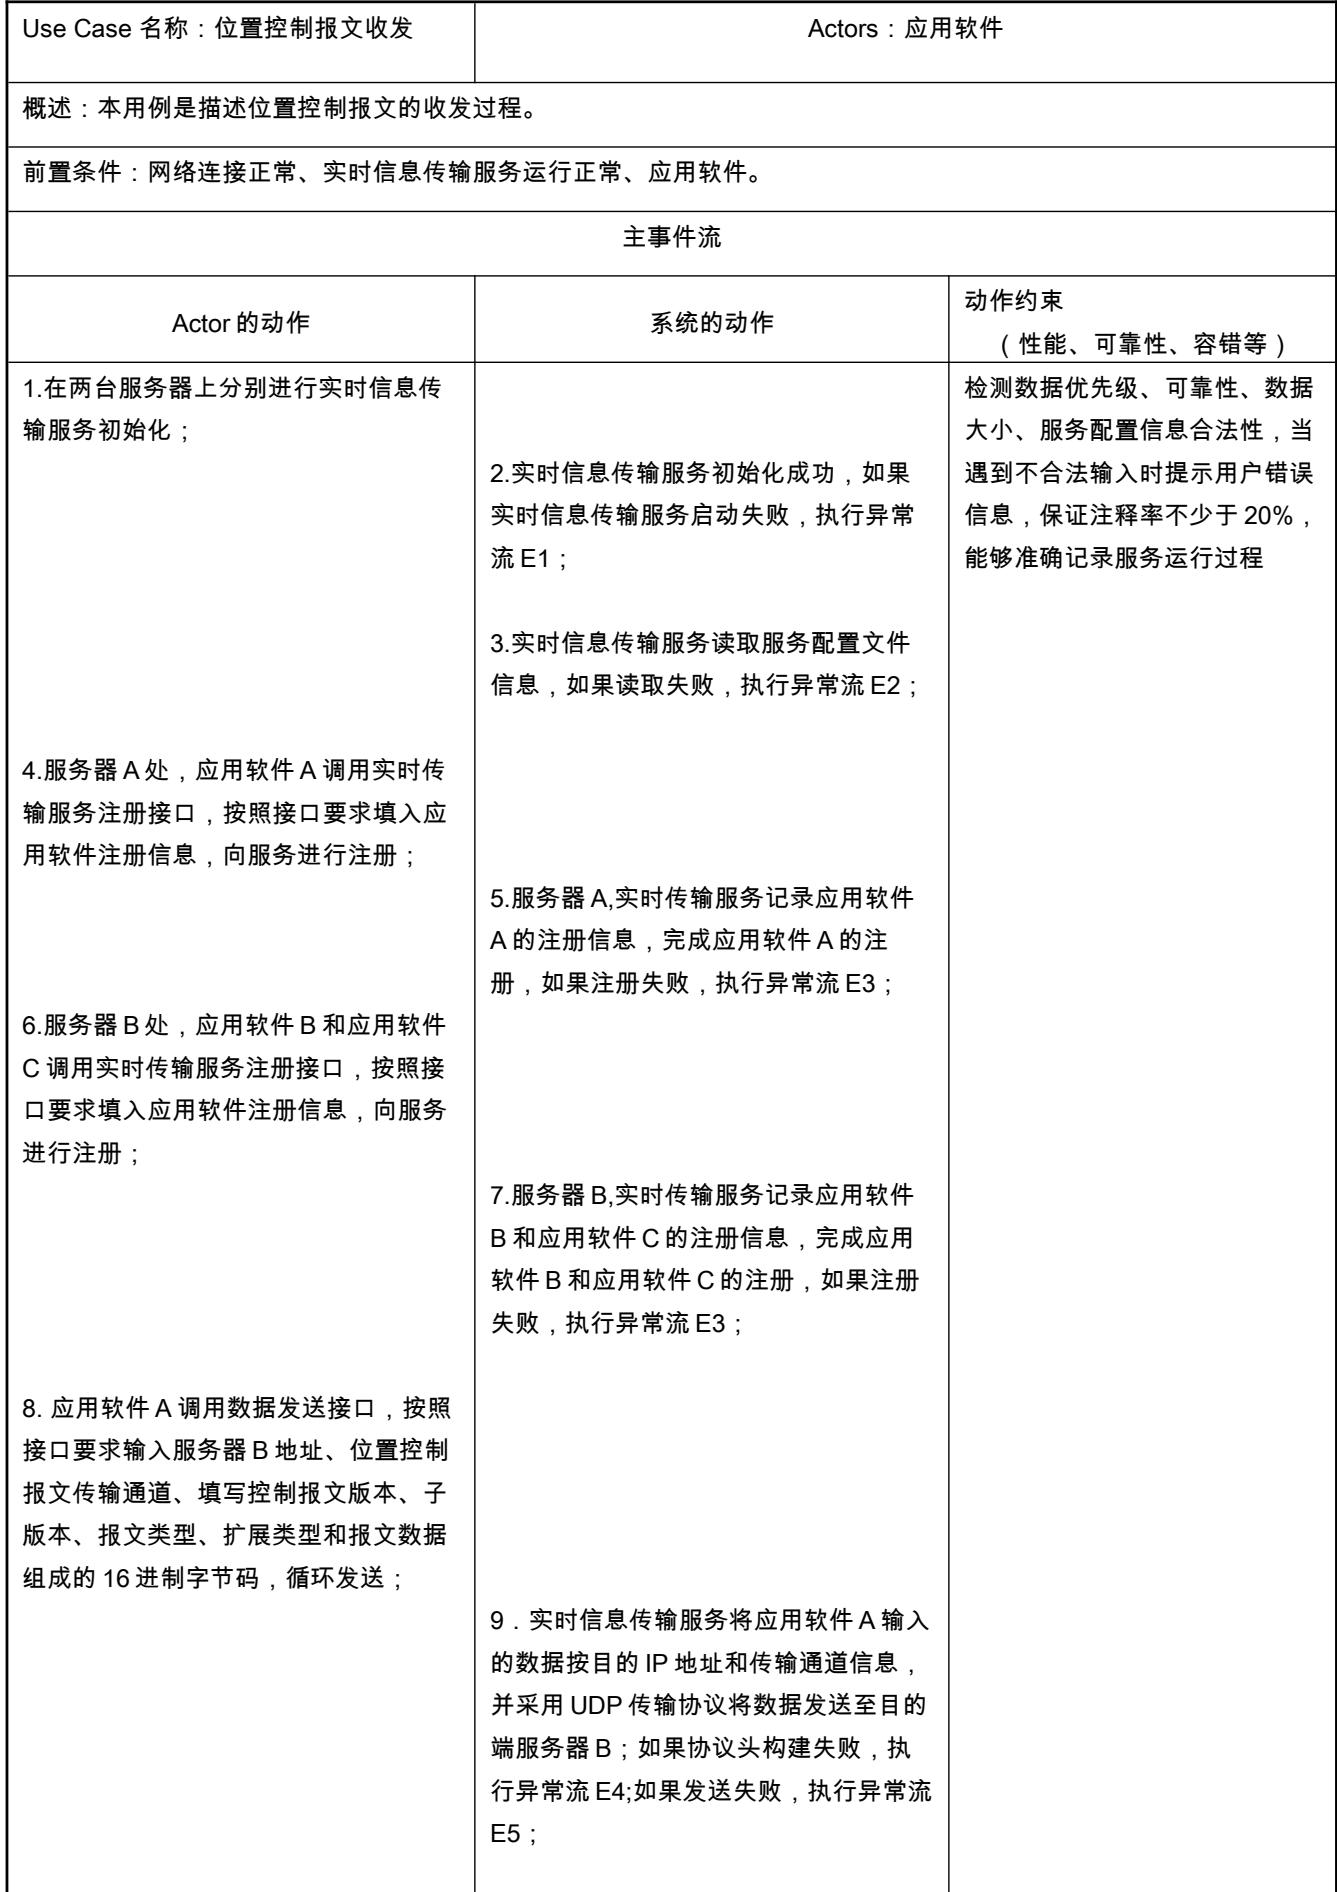 Use Case 名称：位置控制报文收发
Actors：应用软件
概述：本用例是描述位置控制报文的收发过程。
前置条件：网络连接正常、实时信息传输服务运行正常、应用软件。
主事件流
Actor 的动作
系统的动作
动作约束
（性能、可靠性、容错等）
1.在两台服务器上分别进行实时信息传
输服务初始化；
检测数据优先级、可靠性、数据
大小、服务配置信息合法性，当
遇到不合法输入时提示用户错误
信息，保证注释率不少于 20%，
能够准确记录服务运行过程
2.实时信息传输服务初始化成功，如果
实时信息传输服务启动失败，执行异常
流 E1；
3.实时信息传输服务读取服务配置文件
信息，如果读取失败，执行异常流 E2；
4.服务器 A 处，应用软件 A 调用实时传
输服务注册接口，按照接口要求填入应
用软件注册信息，向服务进行注册；
5.服务器 A,实时传输服务记录应用软件
A 的注册信息，完成应用软件 A 的注
册，如果注册失败，执行异常流 E3；
6.服务器 B 处，应用软件 B 和应用软件
C 调用实时传输服务注册接口，按照接
口要求填入应用软件注册信息，向服务
进行注册；
7.服务器 B,实时传输服务记录应用软件
B 和应用软件 C 的注册信息，完成应用
软件 B 和应用软件 C 的注册，如果注册
失败，执行异常流 E3；
8. 应用软件 A 调用数据发送接口，按照
接口要求输入服务器 B 地址、位置控制
报文传输通道、填写控制报文版本、子
版本、报文类型、扩展类型和报文数据
组成的 16 进制字节码，循环发送；
9．实时信息传输服务将应用软件 A 输入
的数据按目的 IP 地址和传输通道信息，
并采用 UDP 传输协议将数据发送至目的
端服务器 B；如果协议头构建失败，执
行异常流 E4;如果发送失败，执行异常流
E5；